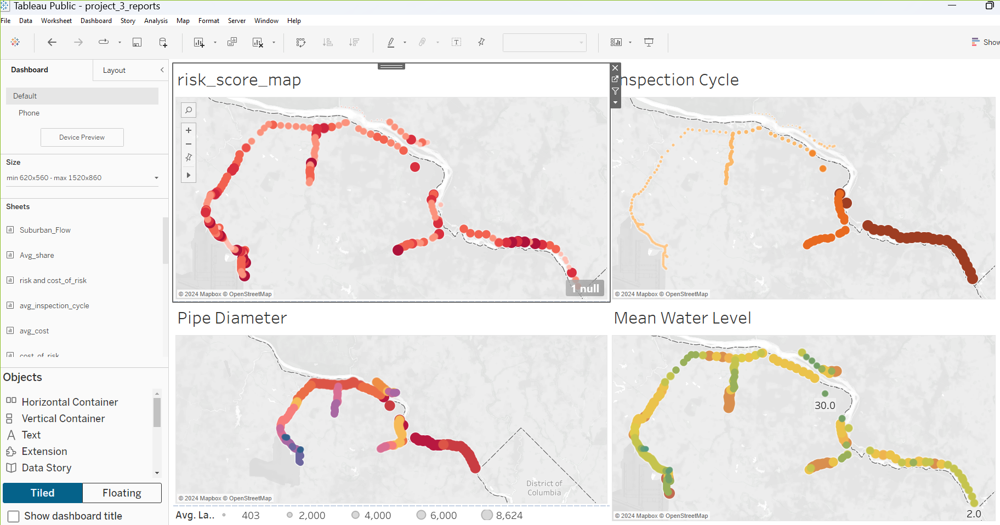 Tableau Public - project_3_reports
File Data Worksheet Dashboard Story Analysis Map Format Server Window Help
Show
Dashboard
Layout
Default
Phone
Device Preview
Size
min 620x560 - max 1520x860
Sheets
Suburban_Flow
Avg_share
risk and cost_of_risk
avg_inspection_cycle
avg_cost
cost_of_risk
Objects
Horizontal Container
Vertical Container
Text
Extension
Data Story
Tiled Floating
Show dashboard title
risk_score_map
1 null
© 2024 Mapbox © OpenStreetMap
nspection Cycle
© 2024 Mapbox © OpenStreetMap
Pipe Diameter
District of
Columbia
© 2024 Mapbox © OpenStreetMap
Avg. La.. 403 2,000 4,000 6,000 8,624
Mean Water Level
30.0
2.0
© 2024 Mapbox © OpenStreetMap